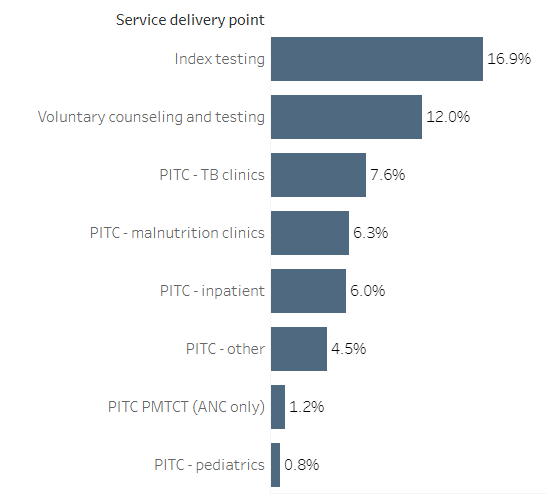 Service delivery point
Index testing 16.9%
Voluntary counseling and testing 12.0%
PITC - TB clinics 7.6%
PITC - malnutrition clinics 6.3%
PITC - inpatient 6.0%
PITC - other 4.5%
PITC PMTCT (ANC only) 1.2%
PITC - pediatrics 0.8%